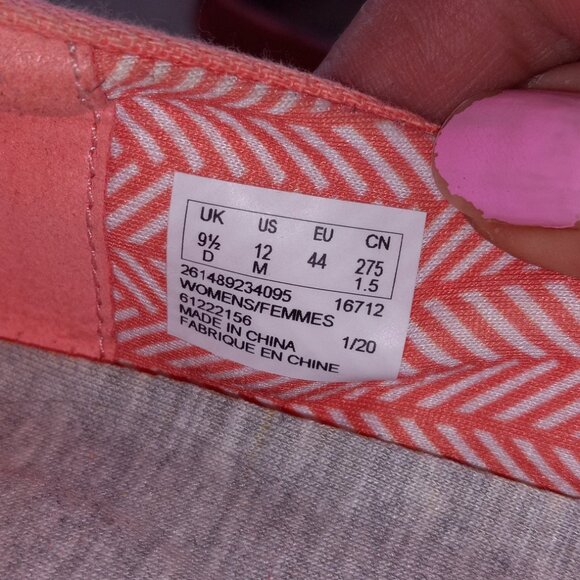 UK US EU CN
9½ 12 44 275
D M 1.5
261489234095 16712
WOMENS/FEMMES
61222156
MADE IN CHINA 1/20
FABRIQUE EN CHINE